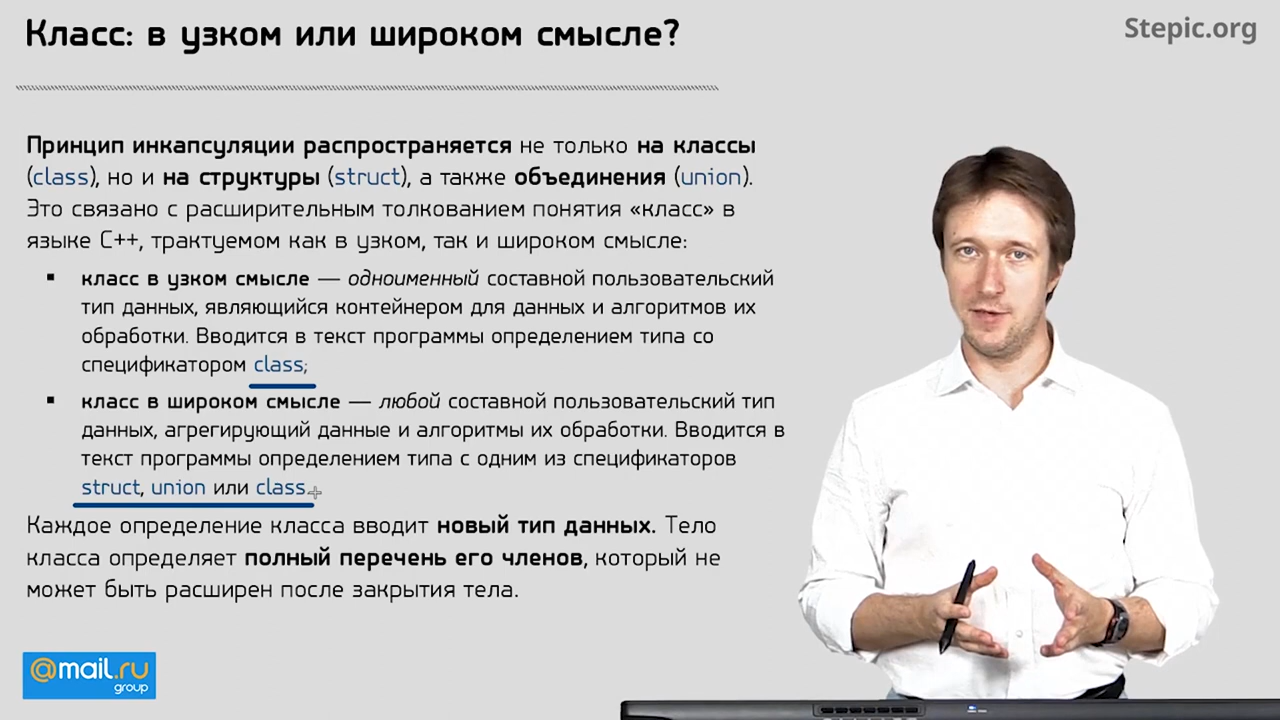 Класс: в узком или широком смысле?
Stepic.org
Принцип инкапсуляции распространяется не только на классы
(class), но и на структуры (struct), а также объединения (union).
Это связано с расширительным толкованием понятия «класс» в
языке C++, трактуемом как в узком, так и широком смысле:
▪ класс в узком смысле — одноименный составной пользовательский
тип данных, являющийся контейнером для данных и алгоритмов их
обработки. Вводится в текст программы определением типа со
спецификатором class;
▪ класс в широком смысле — любой составной пользовательский тип
данных, агрегирующий данные и алгоритмы их обработки. Вводится в
текст программы определением типа с одним из спецификаторов
struct, union или class.
Каждое определение класса вводит новый тип данных. Тело
класса определяет полный перечень его членов, который не
может быть расширен после закрытия тела.
@mail.ru
group